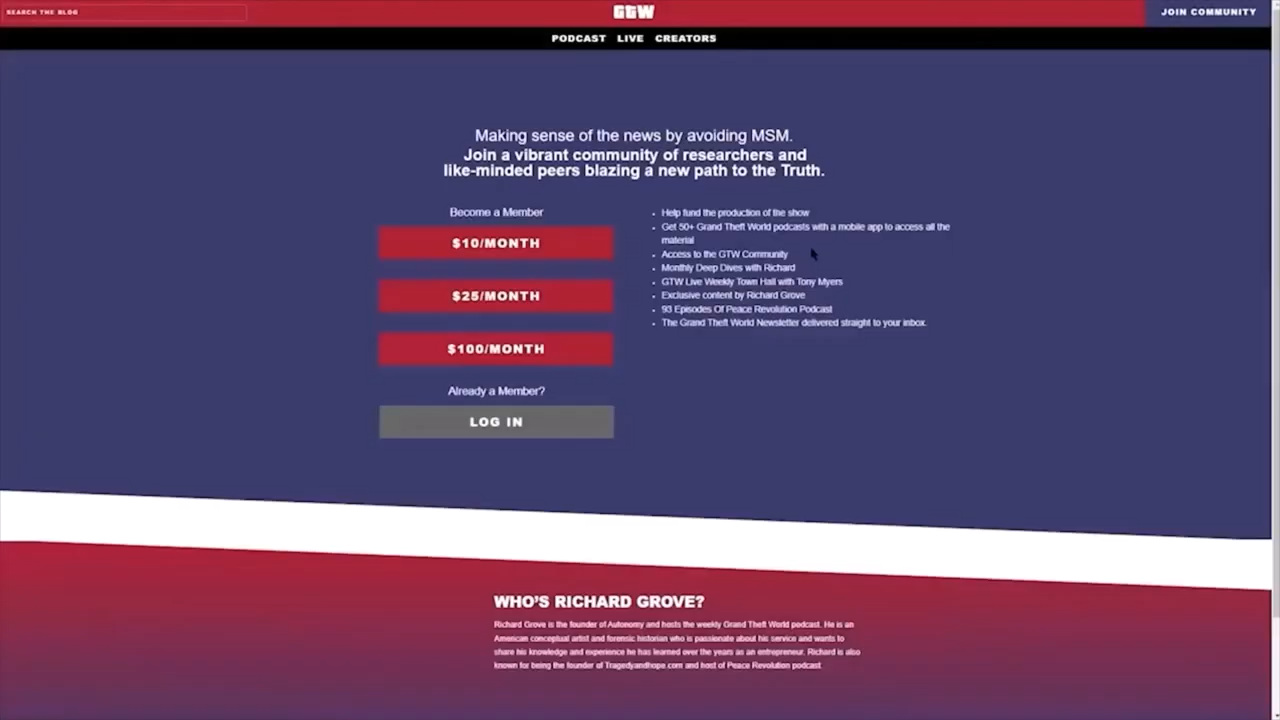 SEARCH THE BLOG
GTW
JOIN COMMUNITY
PODCAST LIVE CREATORS
Making sense of the news by avoiding MSM.
Join a vibrant community of researchers and
like-minded peers blazing a new path to the Truth.
Become a Member
$10/MONTH
$25/MONTH
$100/MONTH
Already a Member?
LOG IN
Help fund the production of the show
Get 50+ Grand Theft World podcasts with a mobile app to access all the
material
Access to the GTW Community
Monthly Deep Dives with Richard
GTW Live Weekly Town Hall with Tony Myers
Exclusive content by Richard Grove
93 Episodes Of Peace Revolution Podcast
The Grand Theft World Newsletter delivered straight to your inbox.
WHO'S RICHARD GROVE?
Richard Grove is the founder of Autonomy and hosts the weekly Grand Theft World podcast. He is an
American conceptual artist and forensic historian who is passionate about his service and wants to
share his knowledge and experience he has learned over the years as an entrepreneur. Richard is also
known for being the founder of Tragedyandhope.com and host of Peace Revolution podcast